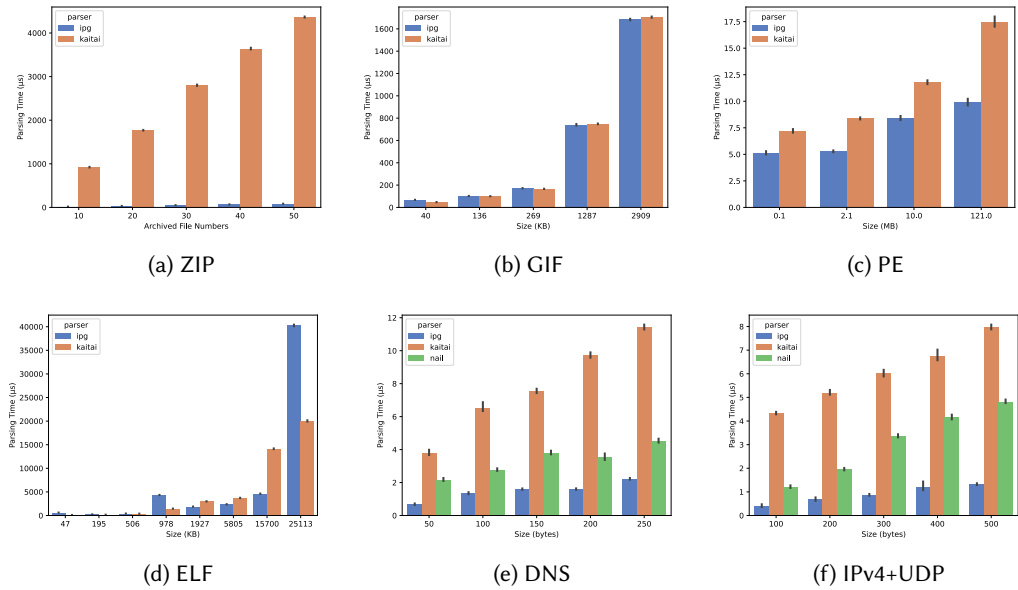 parser
ipg
kaitai
Parsing Time (μs)
4000
3000
2000
1000
0
10 20 30 40 50
Archived File Numbers
(a) ZIP
parser
ipg
kaitai
Parsing Time (μs)
1600
1400
1200
1000
800
600
400
200
0
40 136 269 1287 2909
Size (KB)
(b) GIF
parser
ipg
kaitai
Parsing Time (μs)
17.5
15.0
12.5
10.0
7.5
5.0
2.5
0.0
0.1 2.1 10.0 121.0
Size (MB)
(c) PE
parser
ipg
kaitai
Parsing Time (μs)
40000
35000
30000
25000
20000
15000
10000
5000
0
47 195 506 978 1927 5805 15700 25113
Size (KB)
(d) ELF
parser
ipg
kaitai
nail
Parsing Time (μs)
12
10
8
6
4
2
0
50 100 150 200 250
Size (bytes)
(e) DNS
parser
ipg
kaitai
nail
Parsing Time (μs)
8
7
6
5
4
3
2
1
0
100 200 300 400 500
Size (bytes)
(f) IPv4+UDP